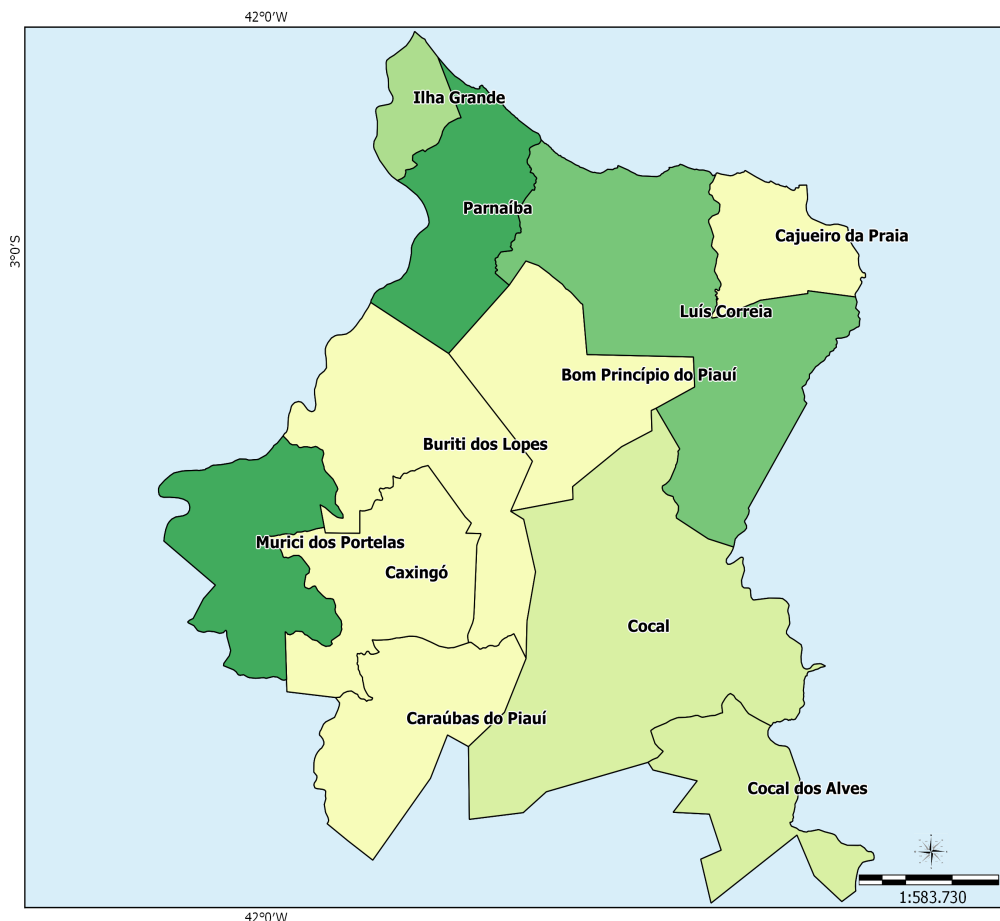 42°0'W
Ilha Grande
Parnaíba
Cajueiro da Praia
3°0'S
Luís Correia
Bom Princípio do Piauí
Buriti dos Lopes
Murici dos Portelas
Caxingó
Cocal
Caraúbas do Piauí
Cocal dos Alves
1:583.730
42°0'W